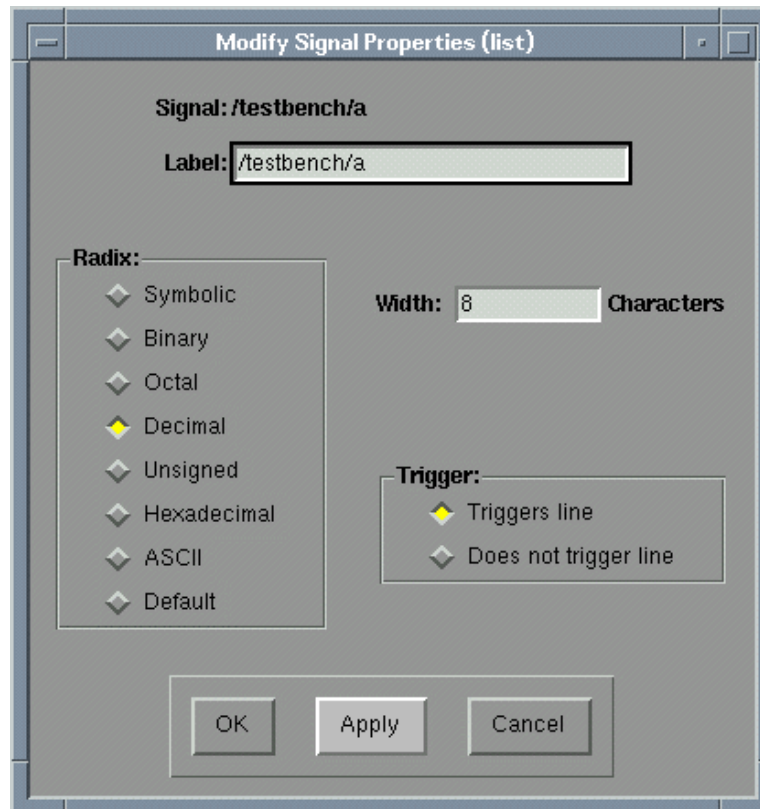 Modify Signal Properties (list)
Signal: /testbench/a
Label: /testbench/a
Radix:
Symbolic
Binary
Octal
Decimal
Unsigned
Hexadecimal
ASCII
Default
Width: 8 Characters
Trigger:
Triggers line
Does not trigger line
OK Apply Cancel